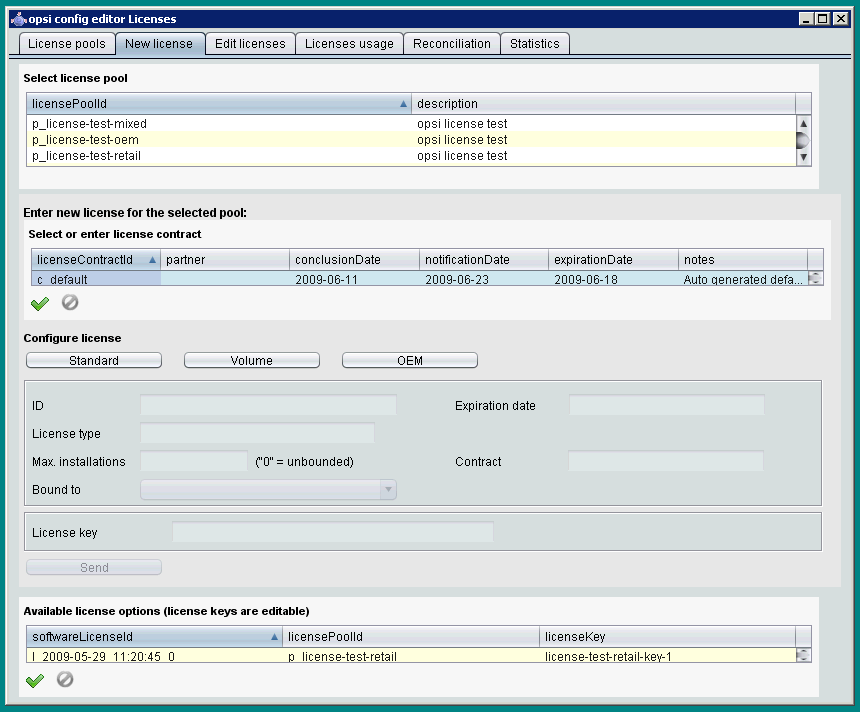 opsi config editor Licenses
License pools New license Edit licenses Licenses usage Reconciliation Statistics
Select license pool
licensePoolId description
p_license-test-mixed opsi license test
p_license-test-oem opsi license test
p_license-test-retail opsi license test
Enter new license for the selected pool:
Select or enter license contract
licenseContractId partner conclusionDate notificationDate expirationDate notes
c_default 2009-06-11 2009-06-23 2009-06-18 Auto generated defa...
Configure license
Standard Volume OEM
ID Expiration date
License type
Max. installations ("0" = unbounded) Contract
Bound to
License key
Send
Available license options (license keys are editable)
softwareLicenseId licensePoolId licenseKey
l_2009-05-29_11:20:45_0 p_license-test-retail license-test-retail-key-1